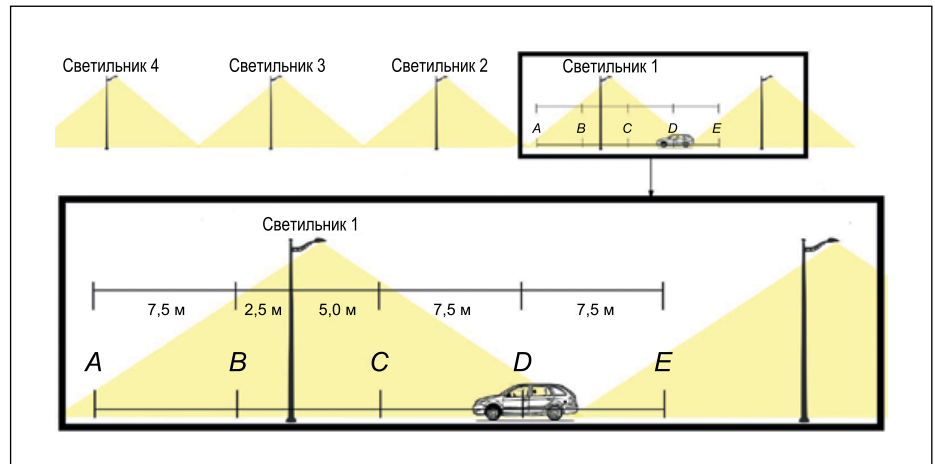 Светильник 4 Светильник 3 Светильник 2 Светильник 1
A B C D E
Светильник 1
7,5 м 2,5 м 5,0 м 7,5 м 7,5 м
A B C D E